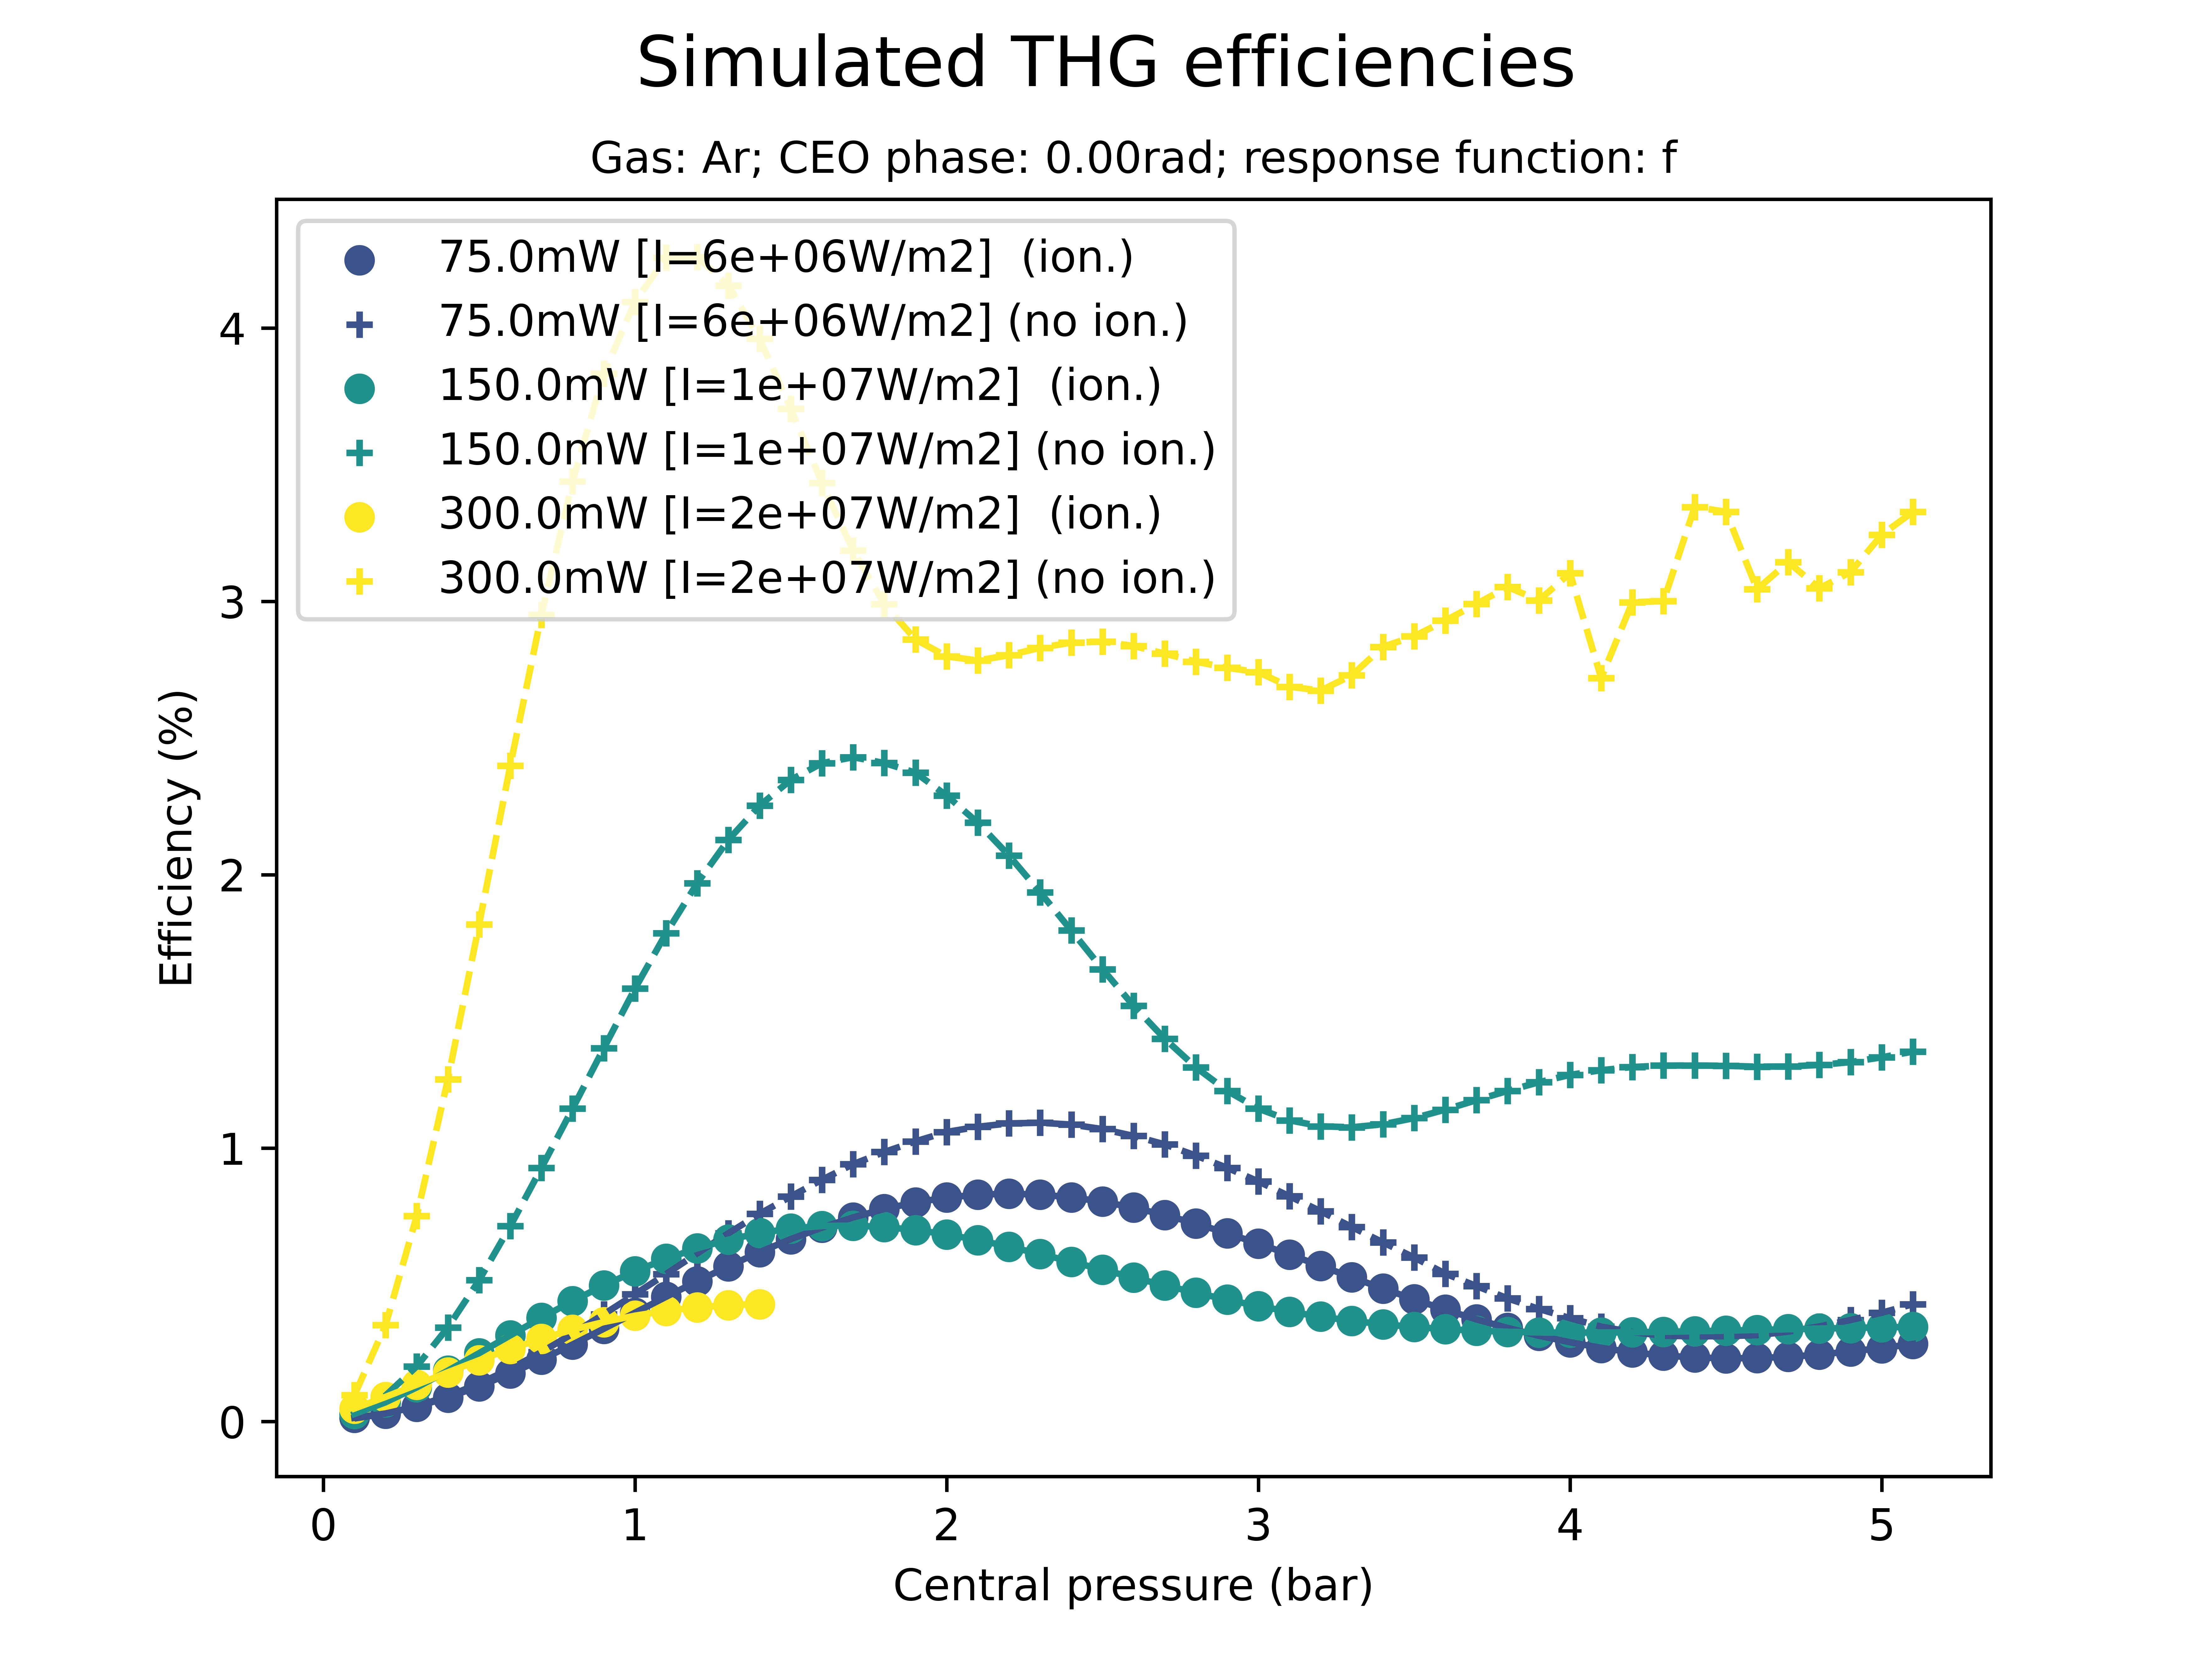 Simulated THG efficiencies
Gas: Ar; CEO phase: 0.00rad; response function: f
75.0mW [I=6e+06W/m2]  (ion.)
75.0mW [I=6e+06W/m2] (no ion.)
150.0mW [I=1e+07W/m2]  (ion.)
150.0mW [I=1e+07W/m2] (no ion.)
300.0mW [I=2e+07W/m2]  (ion.)
300.0mW [I=2e+07W/m2] (no ion.)
Efficiency (%)
4
3
2
1
0
0 1 2 3 4 5
Central pressure (bar)